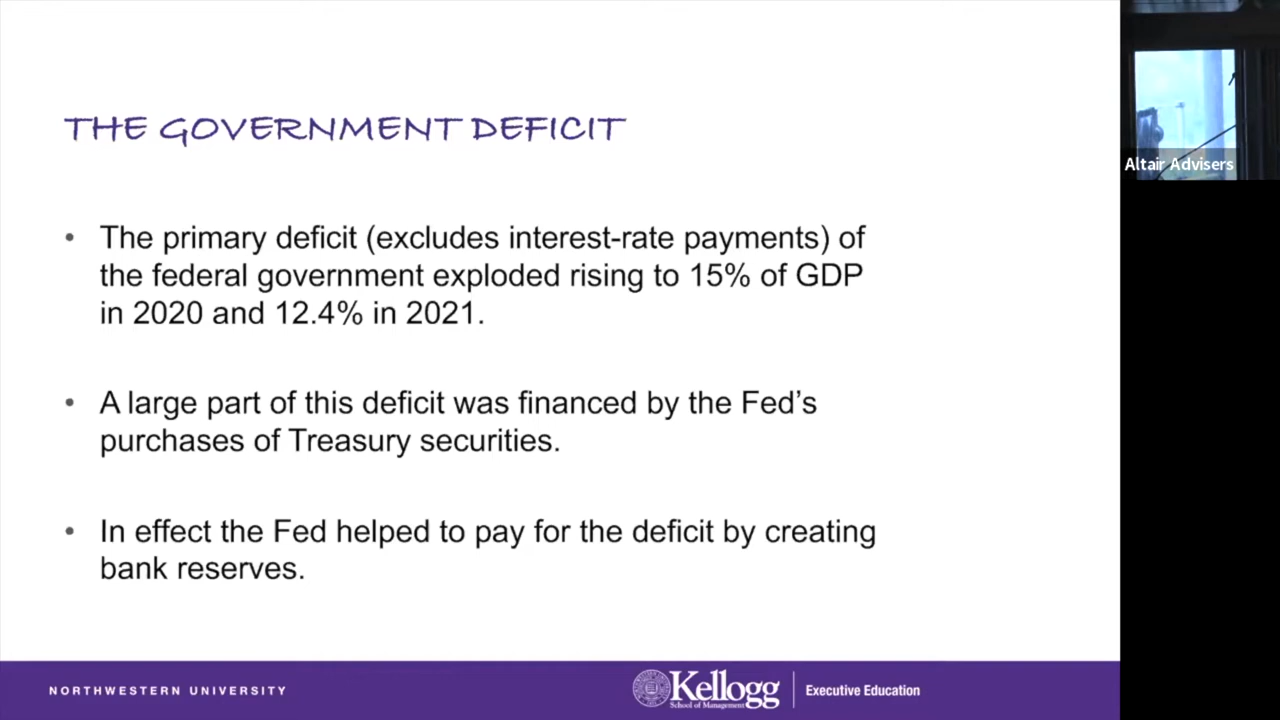 THE GOVERNMENT DEFICIT
• The primary deficit (excludes interest-rate payments) of
the federal government exploded rising to 15% of GDP
in 2020 and 12.4% in 2021.
• A large part of this deficit was financed by the Fed’s
purchases of Treasury securities.
• In effect the Fed helped to pay for the deficit by creating
bank reserves.
Altair Advisers
NORTHWESTERN UNIVERSITY
Kellogg
School of Management
Executive Education